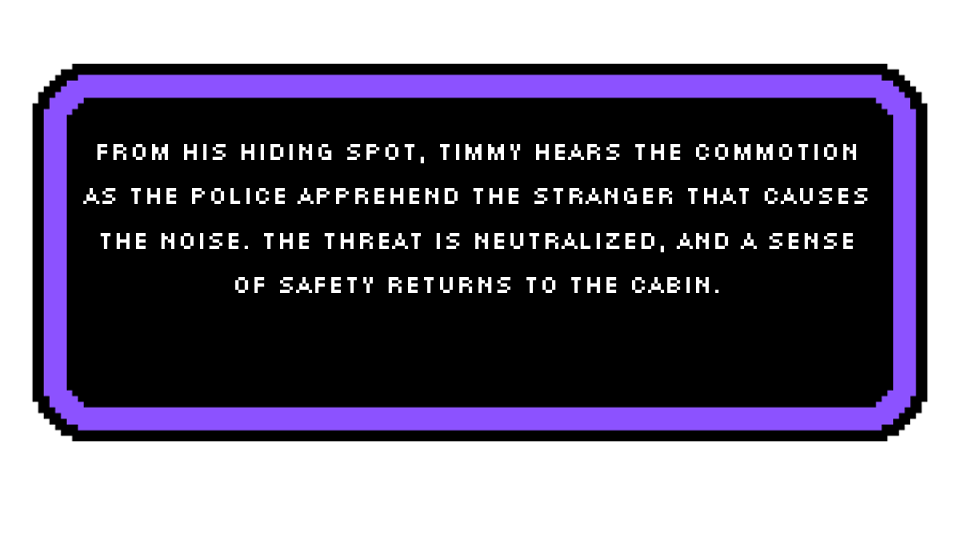 FROM HIS HIDING SPOT, TIMMY HEARS THE COMMOTION
AS THE POLICE APPREHEND THE STRANGER THAT CAUSES
THE NOISE. THE THREAT IS NEUTRALIZED, AND A SENSE
OF SAFETY RETURNS TO THE CABIN.